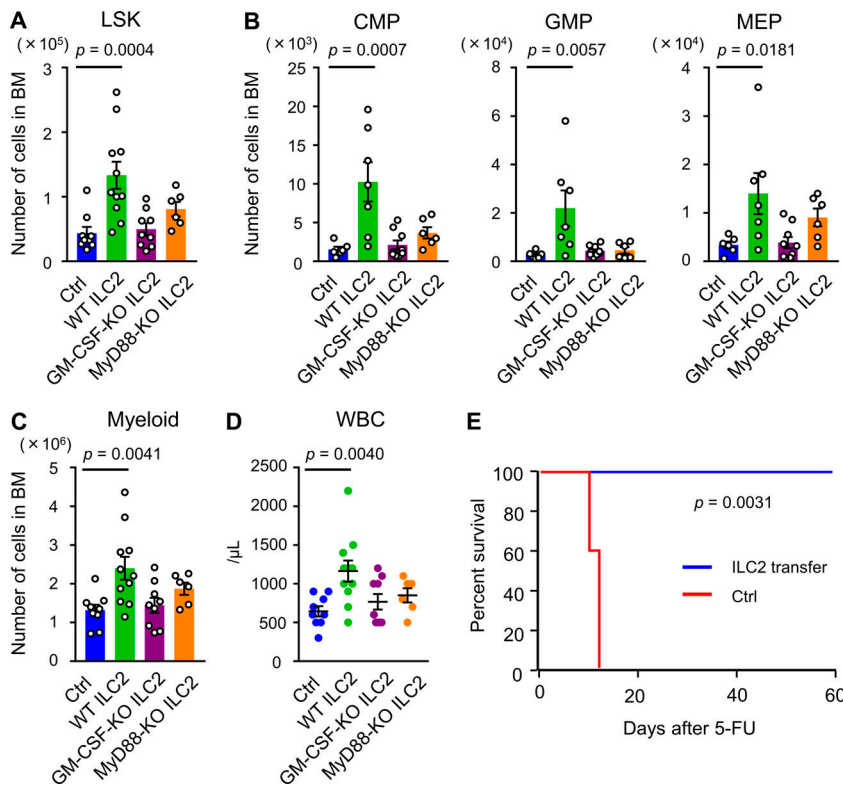 A
LSK
(×10⁵)
p = 0.0004
Number of cells in BM
3
2
1
0
Ctrl
WT ILC2
GM-CSF-KO ILC2
MyD88-KO ILC2
B
CMP
(×10³)
p = 0.0007
Number of cells in BM
25
20
15
10
5
0
Ctrl
WT ILC2
GM-CSF-KO ILC2
MyD88-KO ILC2
GMP
(×10⁴)
p = 0.0057
8
6
4
2
0
Ctrl
WT ILC2
GM-CSF-KO ILC2
MyD88-KO ILC2
MEP
(×10⁴)
p = 0.0181
4
3
2
1
0
Ctrl
WT ILC2
GM-CSF-KO ILC2
MyD88-KO ILC2
C
Myeloid
(×10⁶)
p = 0.0041
Number of cells in BM
5
4
3
2
1
0
Ctrl
WT ILC2
GM-CSF-KO ILC2
MyD88-KO ILC2
D
WBC
p = 0.0040
/μL
2500
2000
1500
1000
500
0
Ctrl
WT ILC2
GM-CSF-KO ILC2
MyD88-KO ILC2
E
Percent survival
100
80
60
40
20
0
p = 0.0031
ILC2 transfer
Ctrl
0
20
40
60
Days after 5-FU